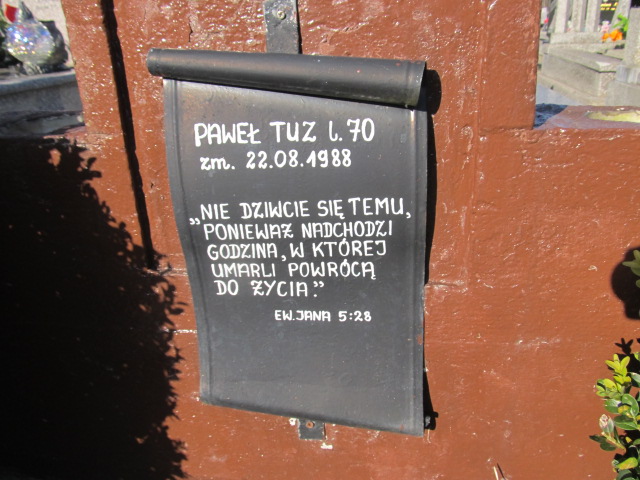 PAWEŁ TUZ l. 70
zm. 22.08.1988
„NIE DZIWCIE SIĘ TEMU,
PONIEWAŻ NADCHODZI
GODZINA, W KTÓREJ
UMARLI POWRÓCĄ
DO ŻYCIA.”
EW. JANA 5:28